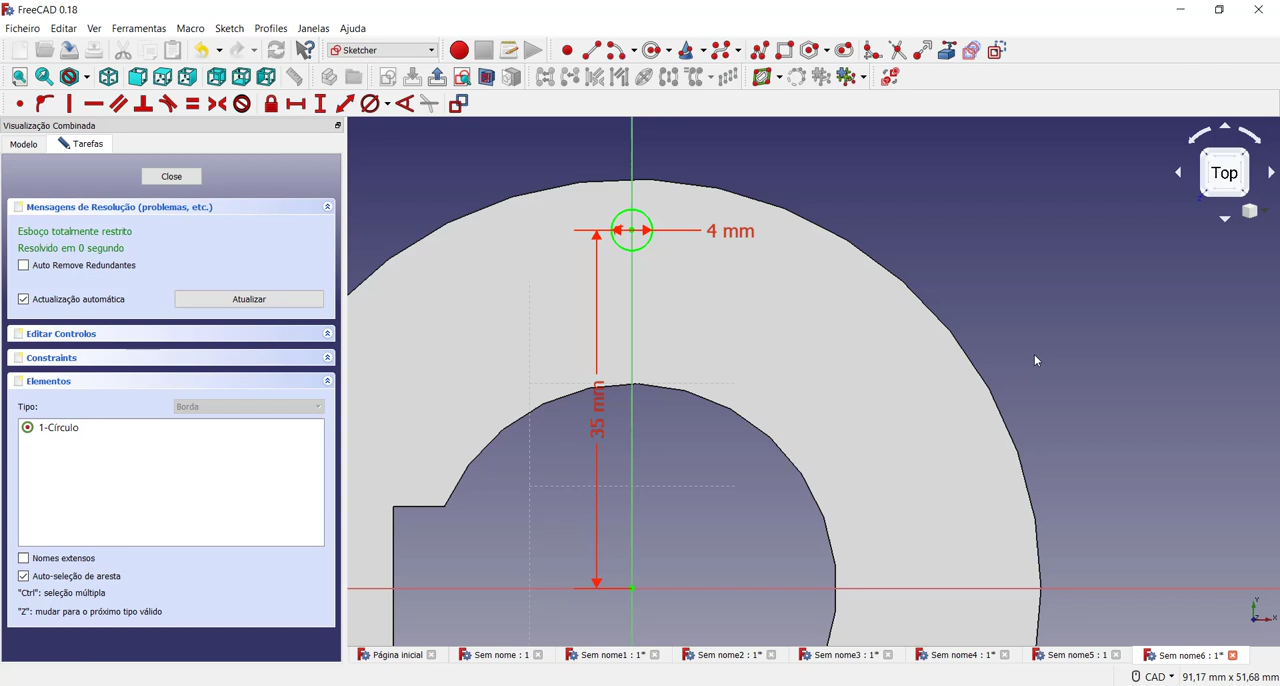 FreeCAD 0.18
Ficheiro Editar Ver Ferramentas Macro Sketch Profiles Janelas Ajuda
Sketcher
Visualização Combinada
Modelo Tarefas
Close
Mensagens de Resolução (problemas, etc.)
Esboço totalmente restrito
Resolvido em 0 segundo
Auto Remove Redundantes
Actualização automática Atualizar
Editar Controlos
Constraints
Elementos
Tipo: Borda
1-Círculo
Nomes extensos
Auto-seleção de aresta
"Ctrl": seleção múltipla
"Z": mudar para o próximo tipo válido
4 mm
35 mm
Top
Z
Y
X
Página inicial Sem nome : 1 Sem nome1 : 1* Sem nome2 : 1* Sem nome3 : 1* Sem nome4 : 1* Sem nome5 : 1 Sem nome6 : 1*
CAD 91,17 mm x 51,68 mm